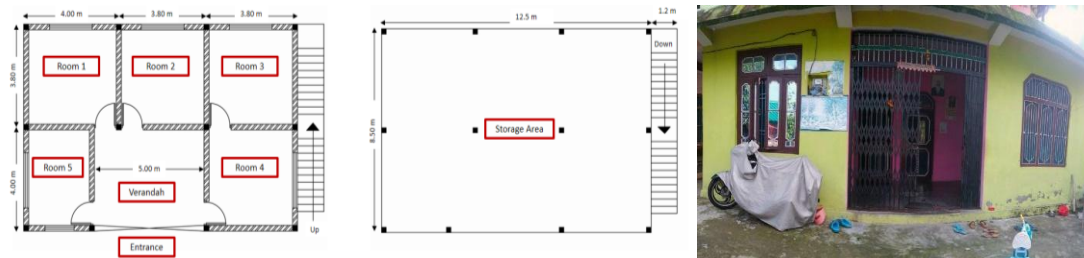 4.00 m
3.80 m
3.80 m
3.80 m
Room 1
Room 2
Room 3
4.00 m
Room 5
5.00 m
Room 4
Verandah
Entrance
Up
12.5 m
1.2 m
Down
8.50 m
Storage Area